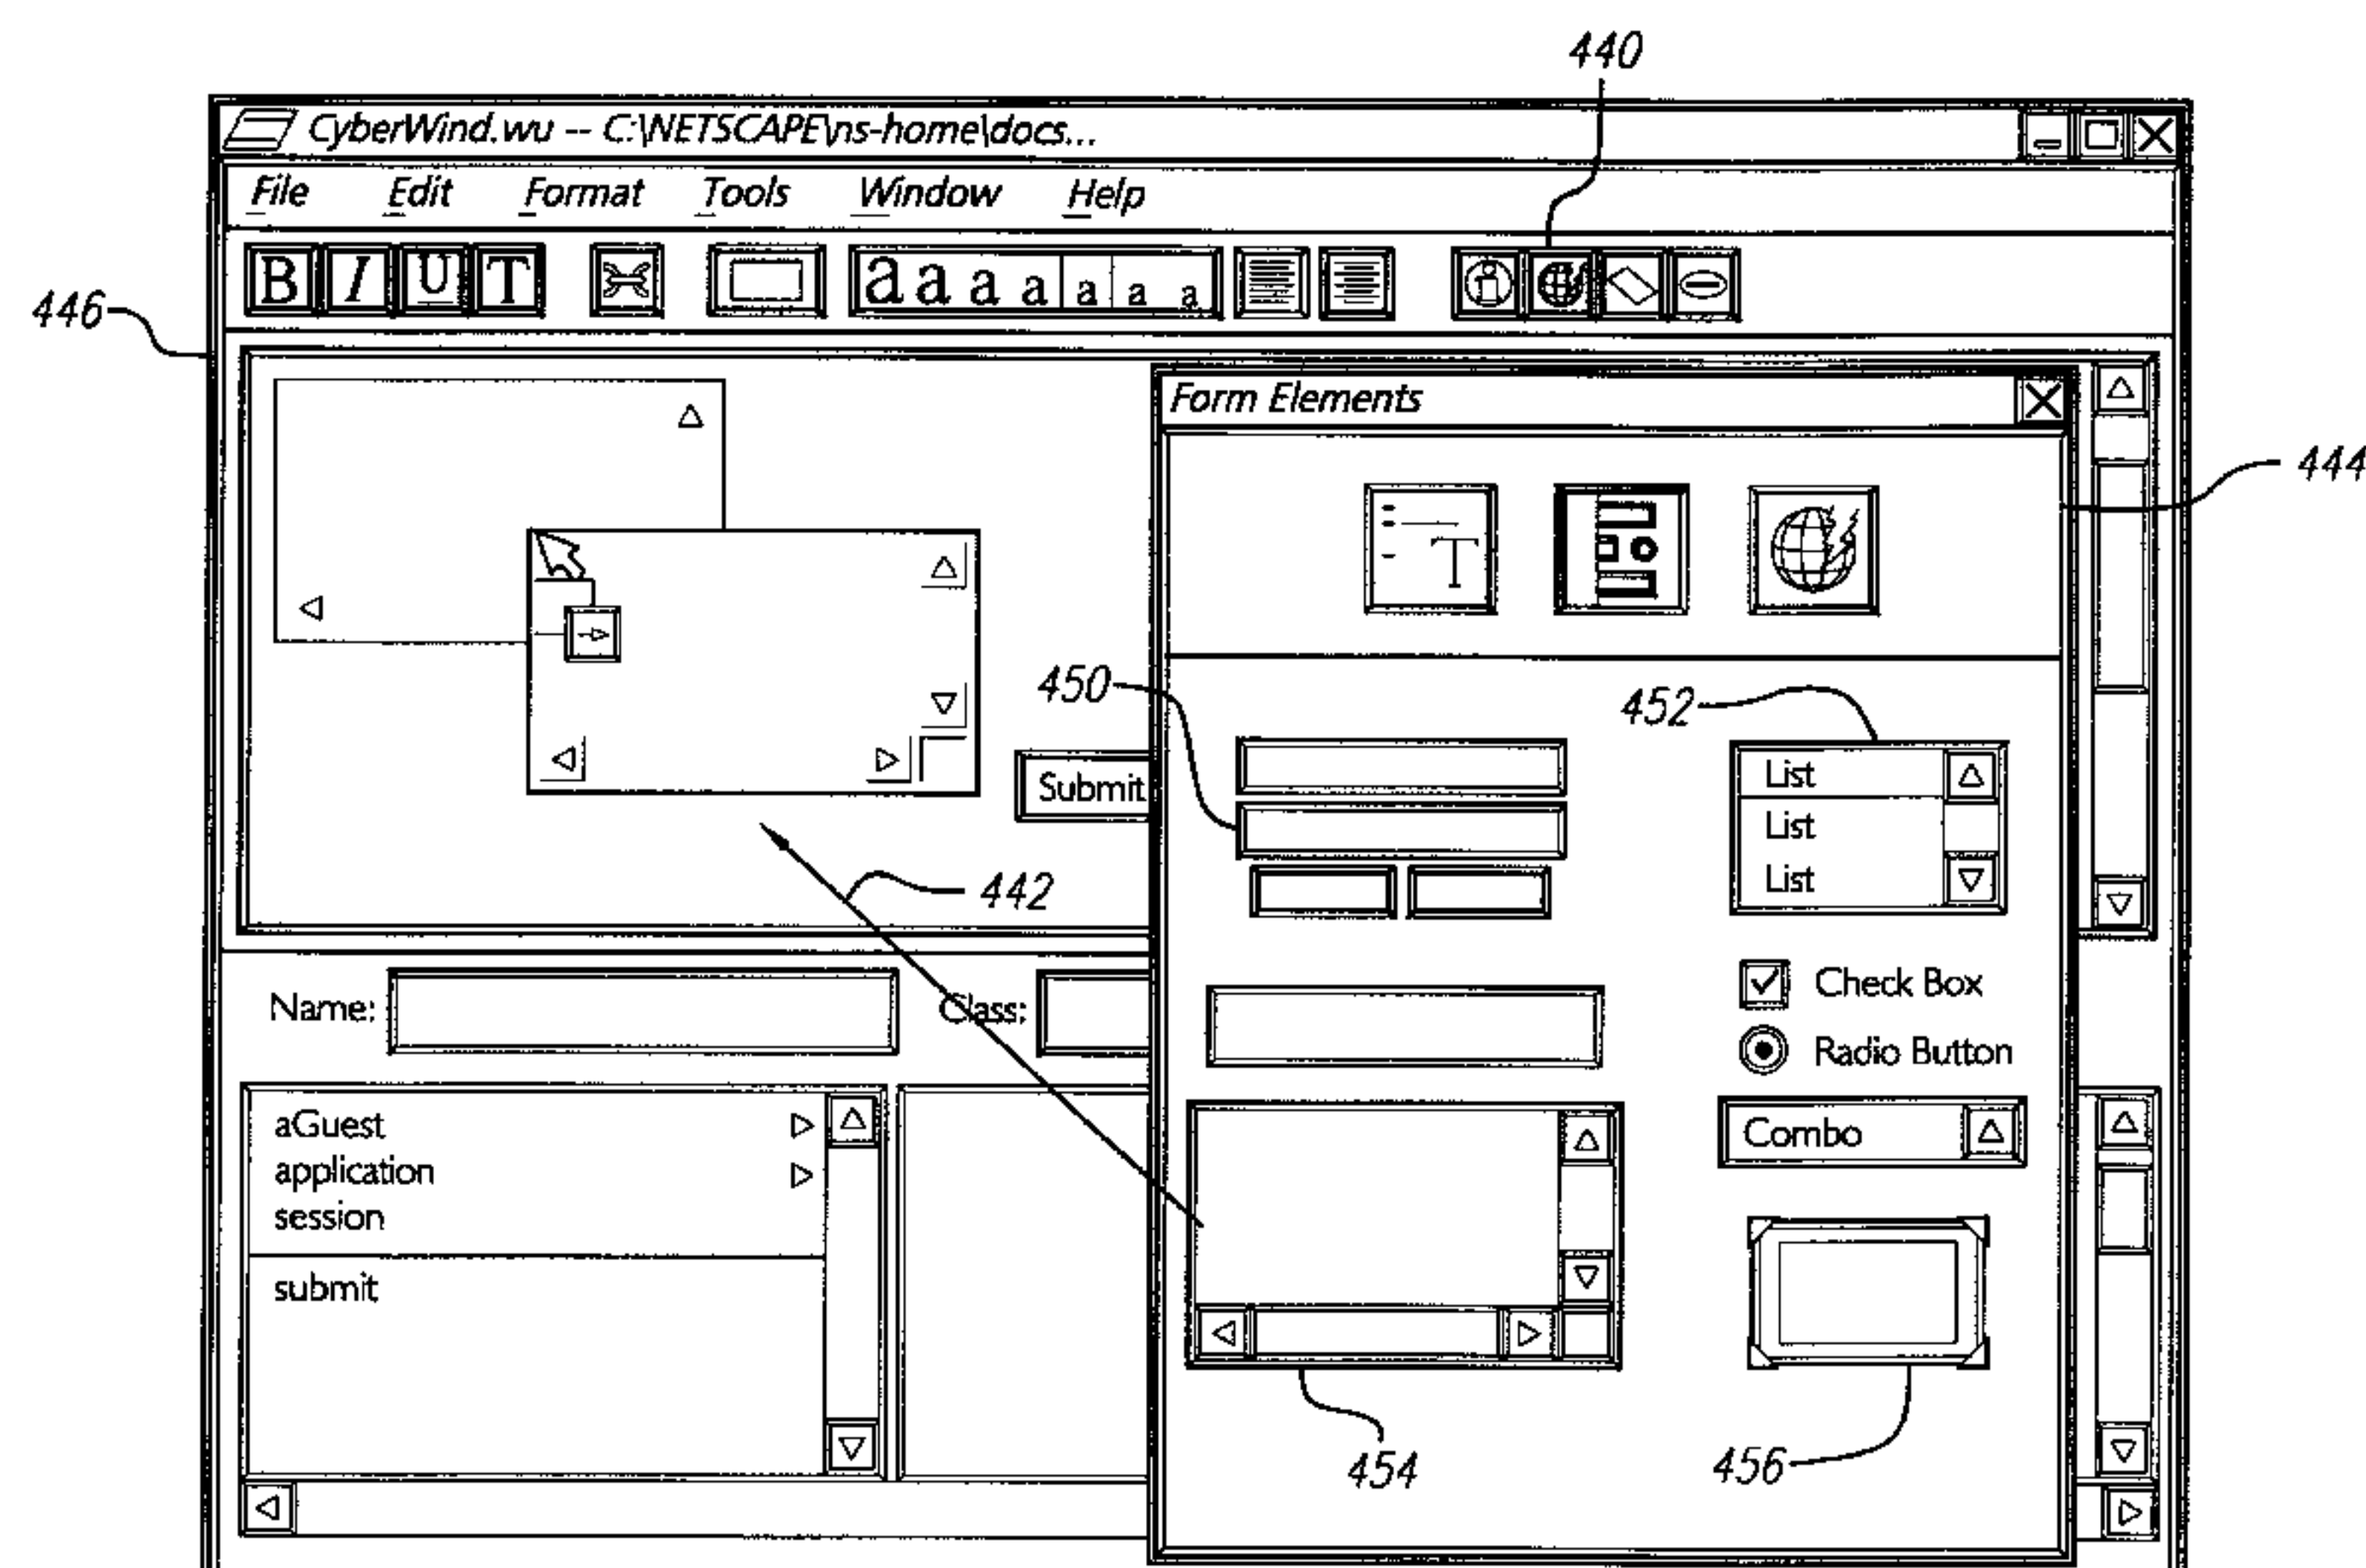 440
CyberWind.wu -- C:\NETSCAPE\ns-home\docs...
File Edit Format Tools Window Help
B I U T a a a a a a a
446
Form Elements
444
T
450
452
Submit
List
List
List
442
Name:
Class:
Check Box
Radio Button
aGuest
application
session
Combo
submit
454
456